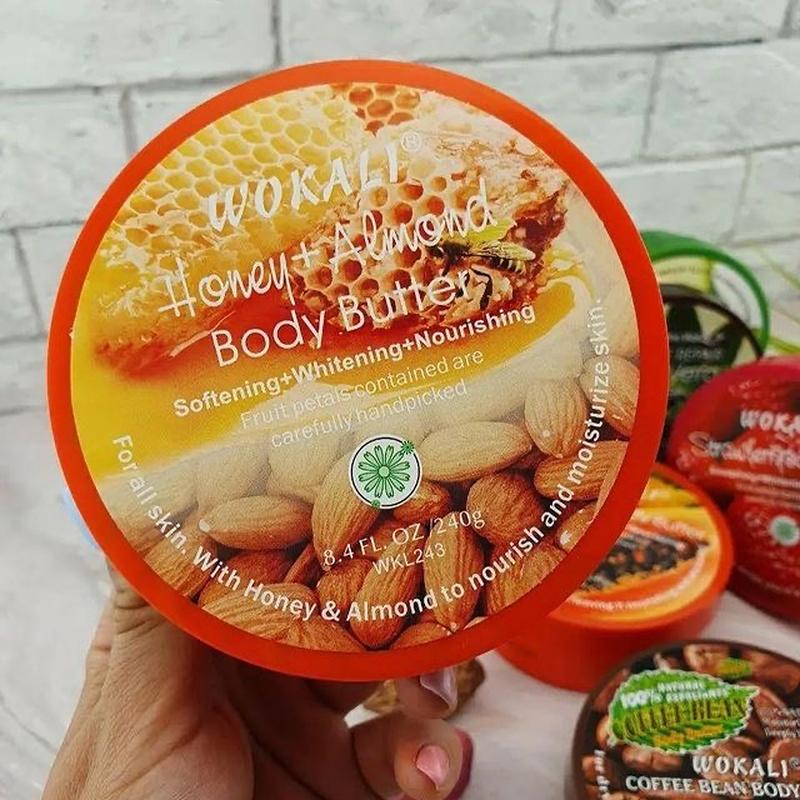 WOKALI®
Honey+Almond
Body Butter
Softening+Whitening+Nourishing
Fruit petals contained are
carefully handpicked
8.4 FL. OZ /240g
WKL243
For all skin. With Honey & Almond to nourish and moisturize skin.
WOKA
100% NATURAL
COFFEE BEAN
WOKALI®
COFFEE BEAN BODY